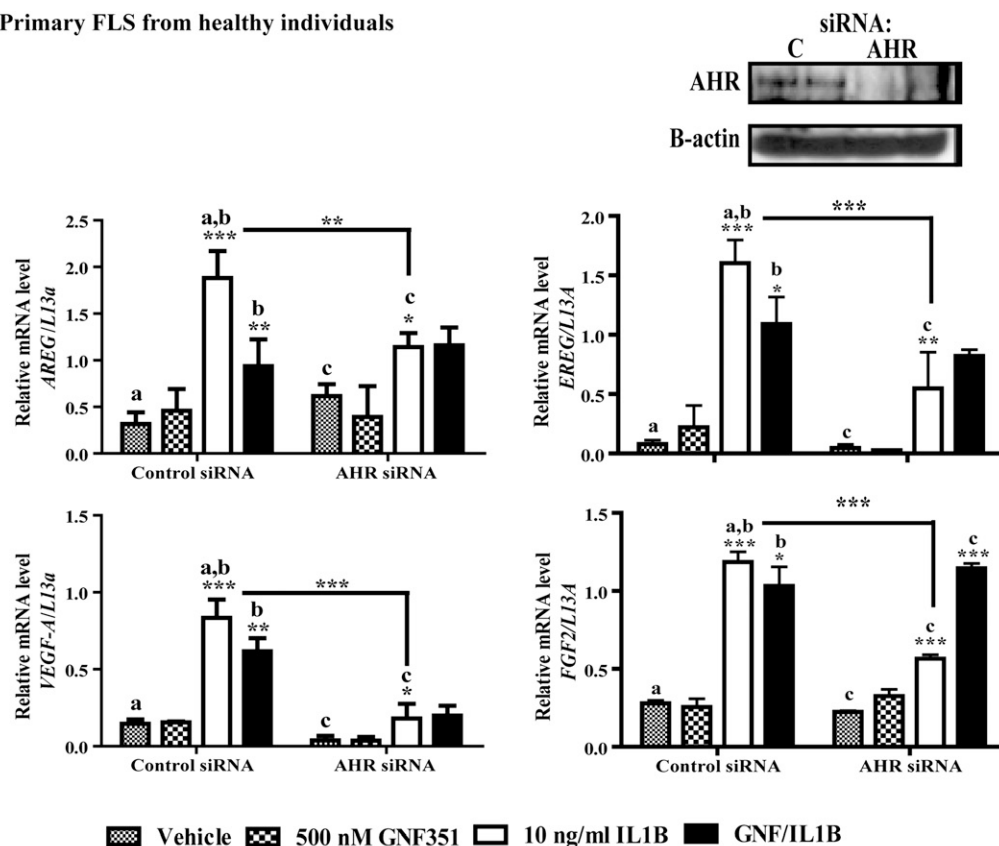 Primary FLS from healthy individuals
siRNA:
C AHR
AHR
B-actin
Relative mRNA level
AREG/L13a
2.5
2.0
1.5
1.0
0.5
0.0
a
a,b
***
b
**
**
c
c
*
Control siRNA AHR siRNA
Relative mRNA level
EREG/L13A
2.0
1.5
1.0
0.5
0.0
a
a,b
***
b
*
***
c
c
**
Relative mRNA level
VEGF-A/L13a
1.5
1.0
0.5
0.0
a
a,b
***
b
**
***
c
c
*
Control siRNA AHR siRNA
Relative mRNA level
FGF2/L13A
1.5
1.0
0.5
0.0
a
a,b
***
b
*
***
c
c
***
c
***
Control siRNA AHR siRNA
Vehicle 500 nM GNF351 10 ng/ml IL1B GNF/IL1B